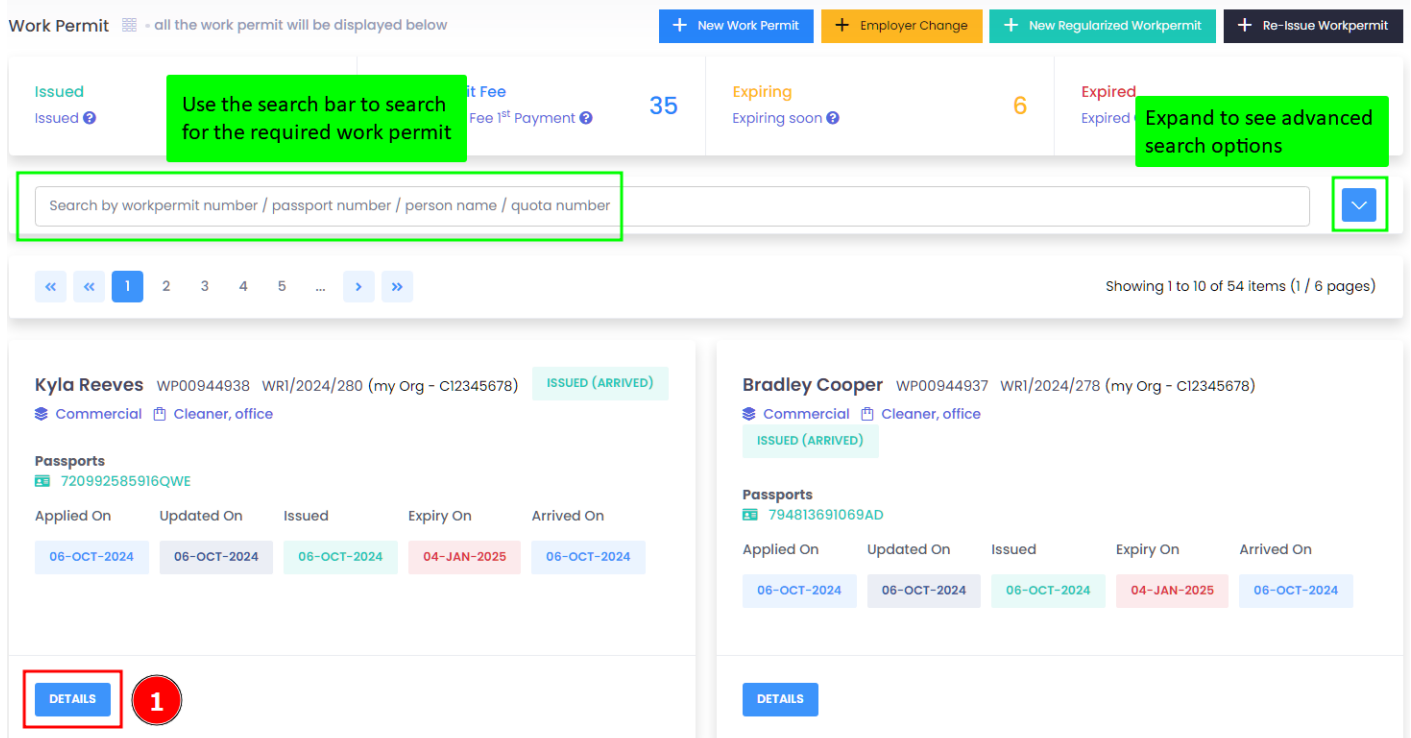 Work Permit - all the work permit will be displayed below
+ New Work Permit
+ Employer Change
+ New Regularized Workpermit
+ Re-Issue Workpermit
Issued
Issued ?
Use the search bar to search
for the required work permit
Fee
Fee 1st Payment ?
35
Expiring
Expiring soon ?
6
Expired
Expired
Expand to see advanced
search options
Search by workpermit number / passport number / person name / quota number
« « 1 2 3 4 5 ... > »
Showing 1 to 10 of 54 items (1 / 6 pages)
Kyla Reeves WP00944938 WR1/2024/280 (my Org - C12345678) ISSUED (ARRIVED)
Commercial Cleaner, office
Passports
720992585916QWE
Applied On Updated On Issued Expiry On Arrived On
06-OCT-2024 06-OCT-2024 06-OCT-2024 04-JAN-2025 06-OCT-2024
DETAILS
1
Bradley Cooper WP00944937 WR1/2024/278 (my Org - C12345678)
Commercial Cleaner, office
ISSUED (ARRIVED)
Passports
794813691069AD
Applied On Updated On Issued Expiry On Arrived On
06-OCT-2024 06-OCT-2024 06-OCT-2024 04-JAN-2025 06-OCT-2024
DETAILS